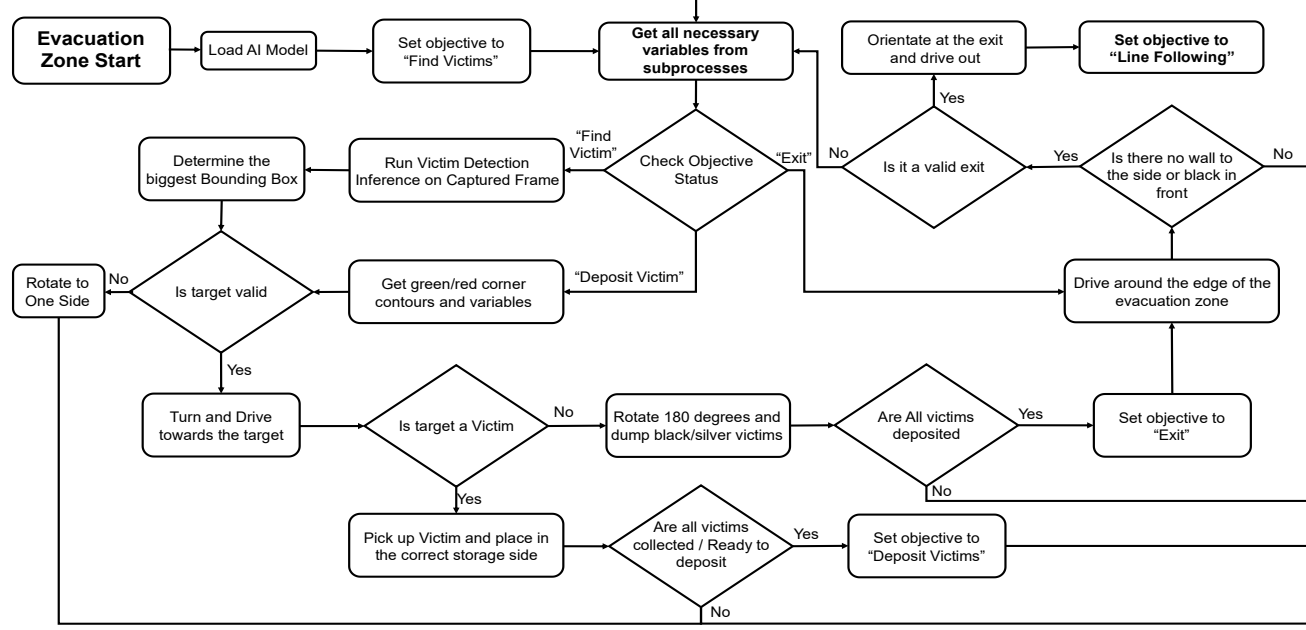 Evacuation
Zone Start
Load AI Model
Set objective to
“Find Victims”
Get all necessary
variables from
subprocesses
Orientate at the exit
and drive out
Set objective to
“Line Following”
Yes
Determine the
biggest Bounding Box
Run Victim Detection
Inference on Captured Frame
“Find
Victim”
Check Objective
Status
“Exit”
No
Is it a valid exit
Yes
Is there no wall to
the side or black in
front
No
Rotate to
One Side
No
Is target valid
Get green/red corner
contours and variables
“Deposit Victim”
Drive around the edge of the
evacuation zone
Yes
Turn and Drive
towards the target
Is target a Victim
No
Rotate 180 degrees and
dump black/silver victims
Are All victims
deposited
Yes
Set objective to
“Exit”
No
Yes
Pick up Victim and place in
the correct storage side
Are all victims
collected / Ready to
deposit
Yes
Set objective to
“Deposit Victims”
No